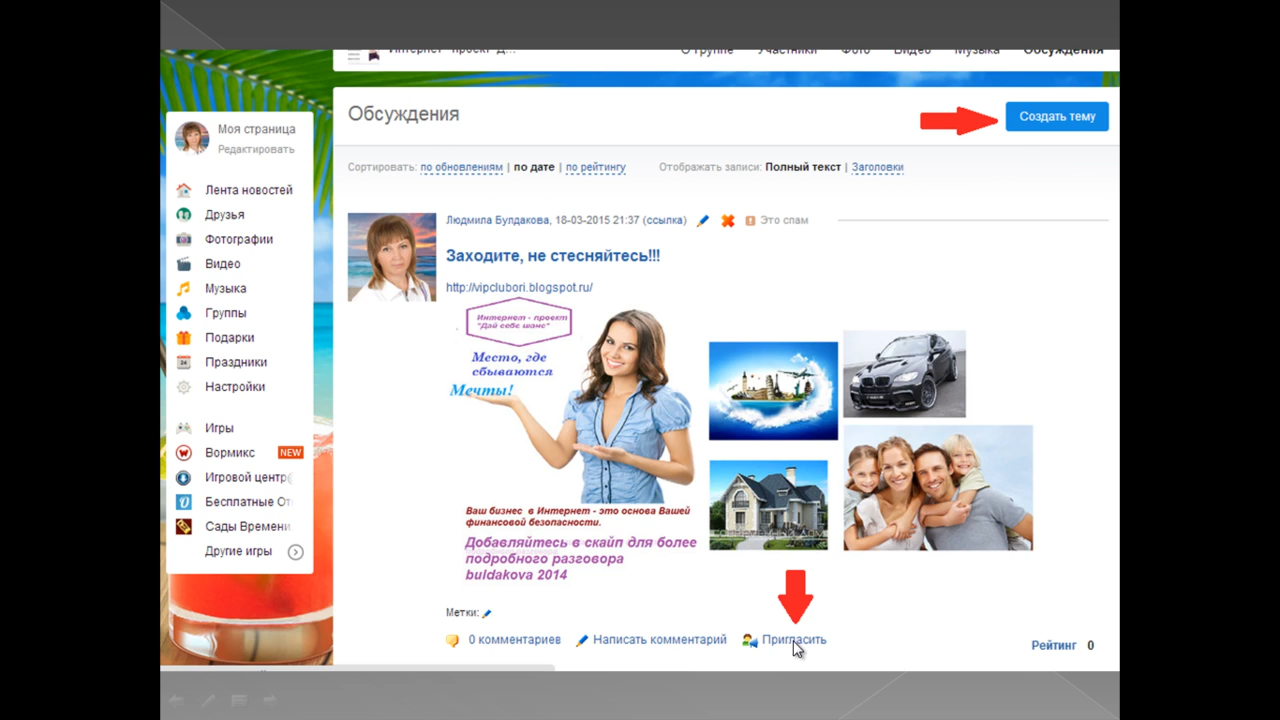 Интернет - проект "Д...
О группе Участники Фото Видео Музыка Обсуждения
Обсуждения
Создать тему
Моя страница
Редактировать
Сортировать: по обновлениям | по дате | по рейтингу Отображать записи: Полный текст | Заголовки
Лента новостей
Друзья
Фотографии
Видео
Музыка
Группы
Подарки
Праздники
Настройки
Игры
Вормикс NEW
Игровой центр
Бесплатные От
Сады Времени
Другие игры
Людмила Булдакова, 18-03-2015 21:37 (ссылка) Это спам
Заходите, не стесняйтесь!!!
http://vipclubori.blogspot.ru/
Интернет - проект
"Дай себе шанс"
Место, где
сбываются
Мечты!
Ваш бизнес в Интернет - это основа Вашей
финансовой безопасности.
Добавляйтесь в скайп для более
подробного разговора
buldakova 2014
Метки:
0 комментариев Написать комментарий Пригласить
Рейтинг 0